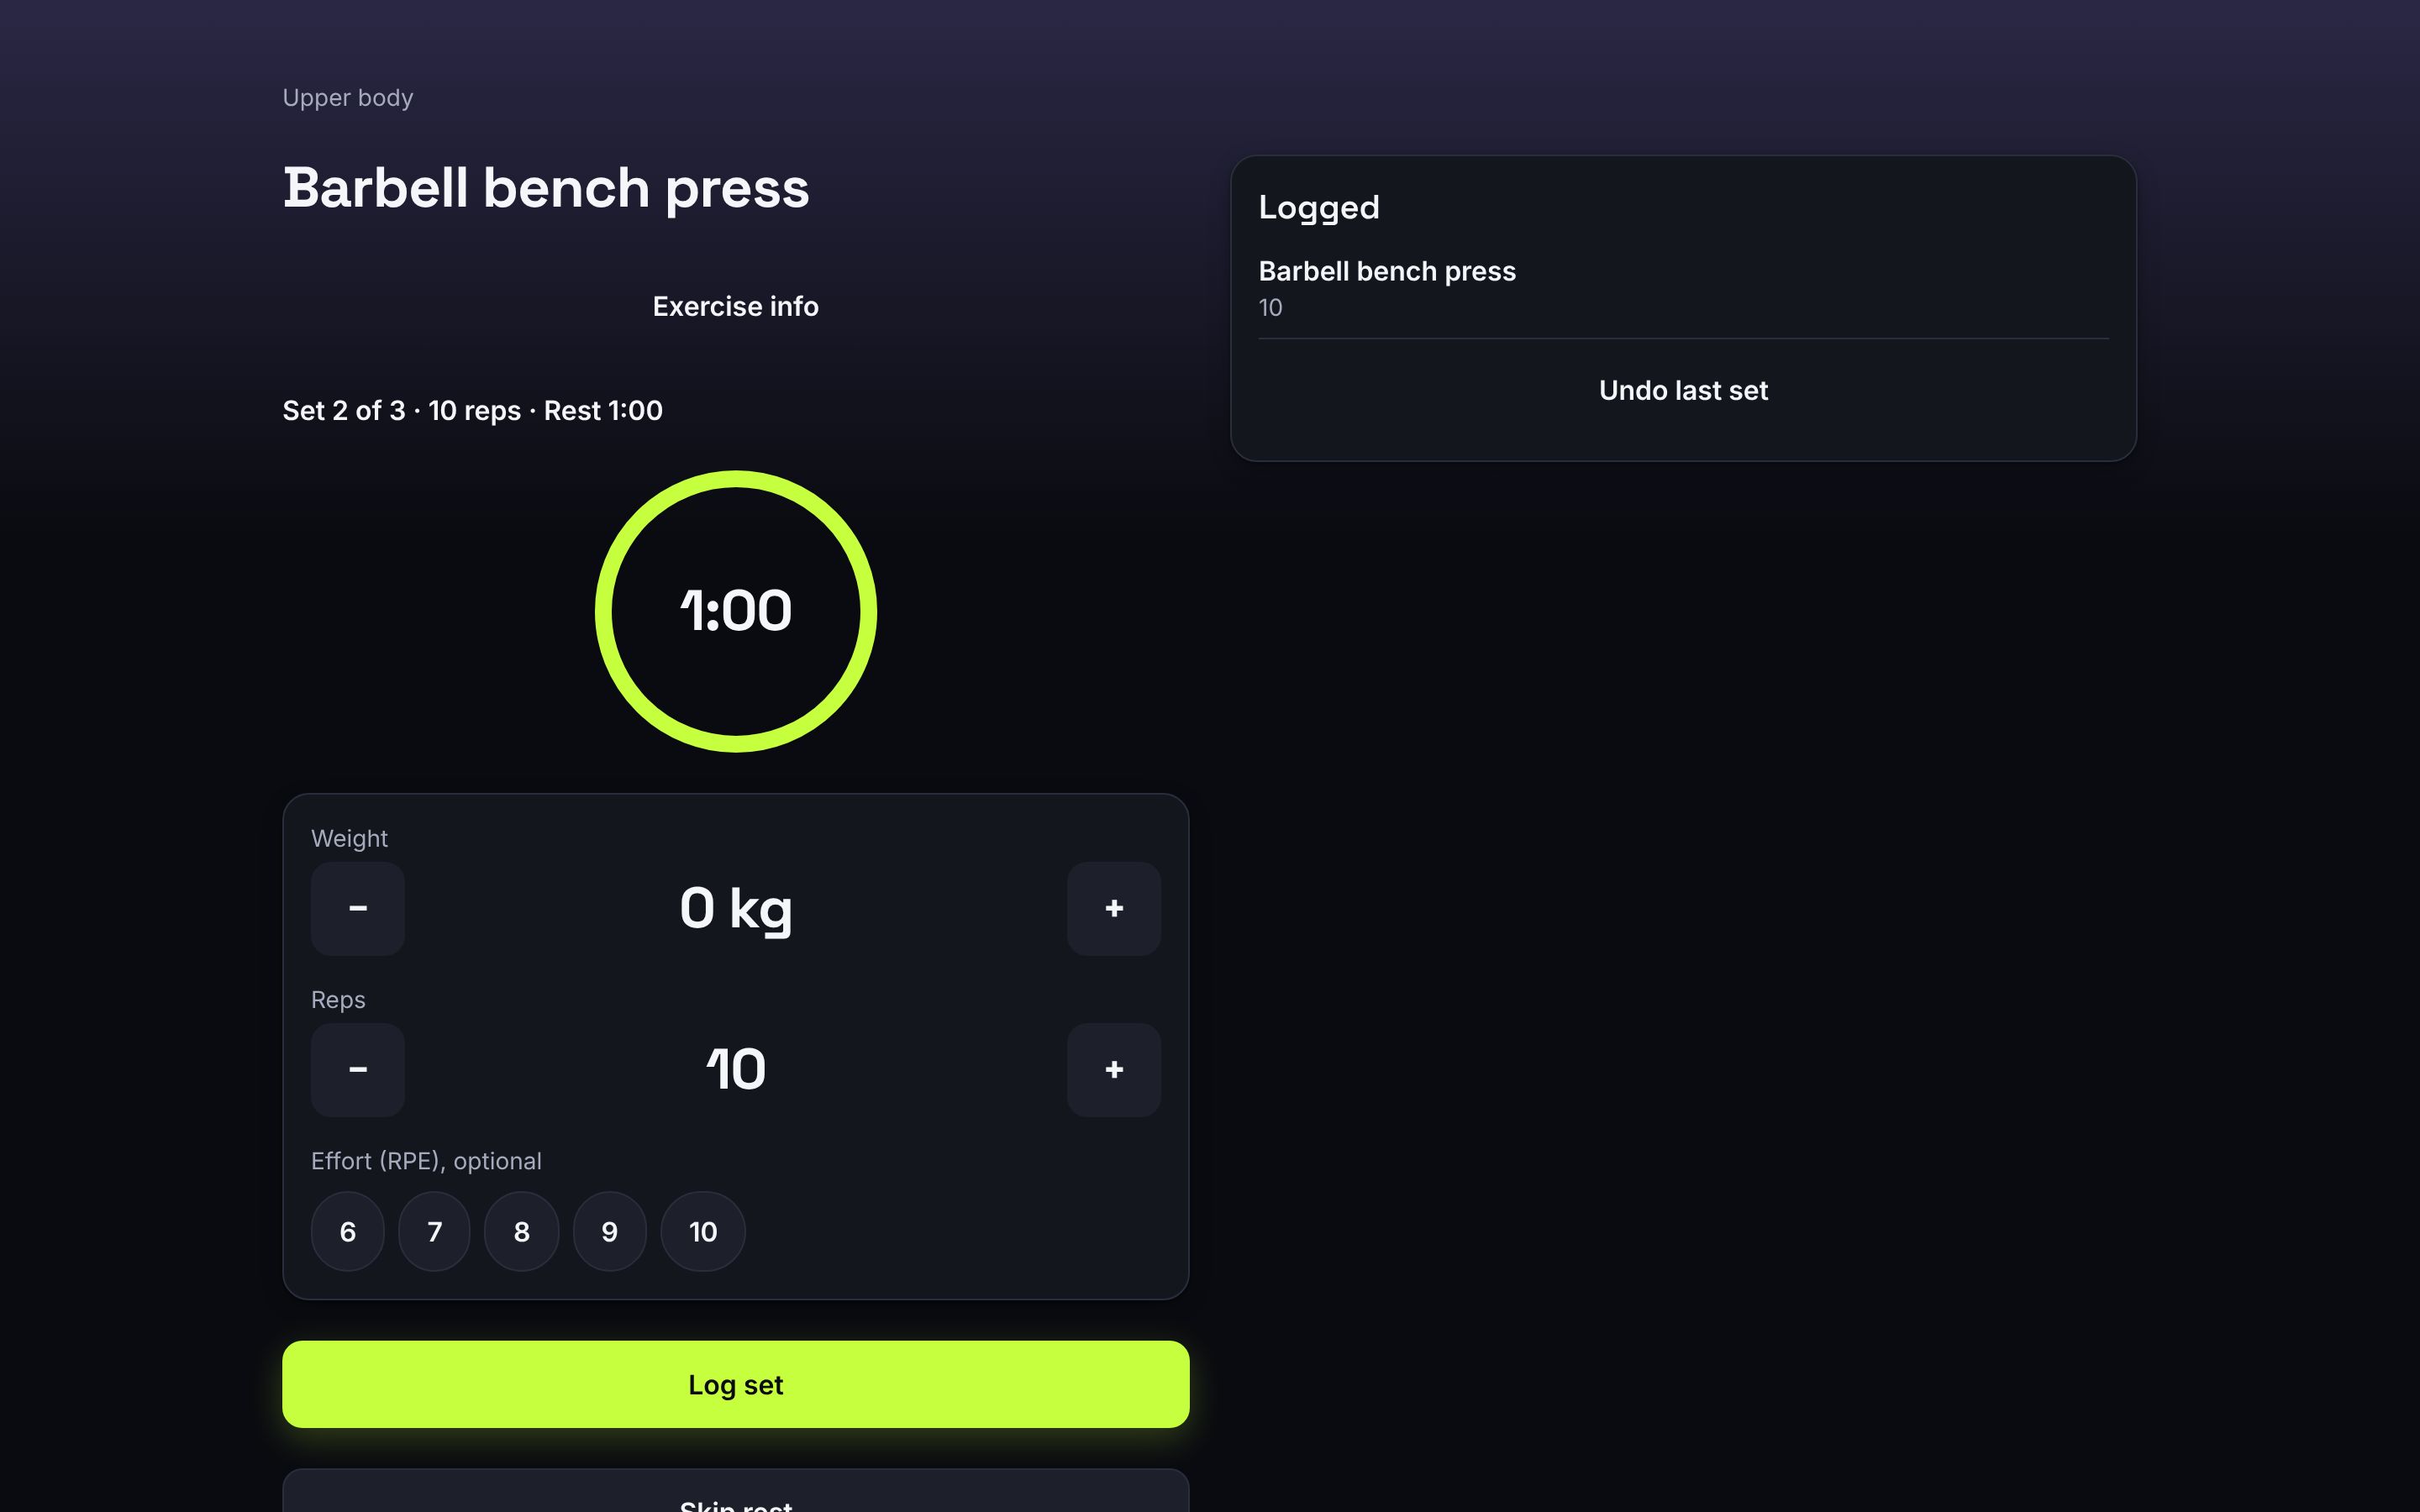 Upper body
Barbell bench press
Exercise info
Set 2 of 3 · 10 reps · Rest 1:00
1:00
Weight
− 0 kg +
Reps
− 10 +
Effort (RPE), optional
6 7 8 9 10
Log set
Skip rest
Logged
Barbell bench press
10
Undo last set